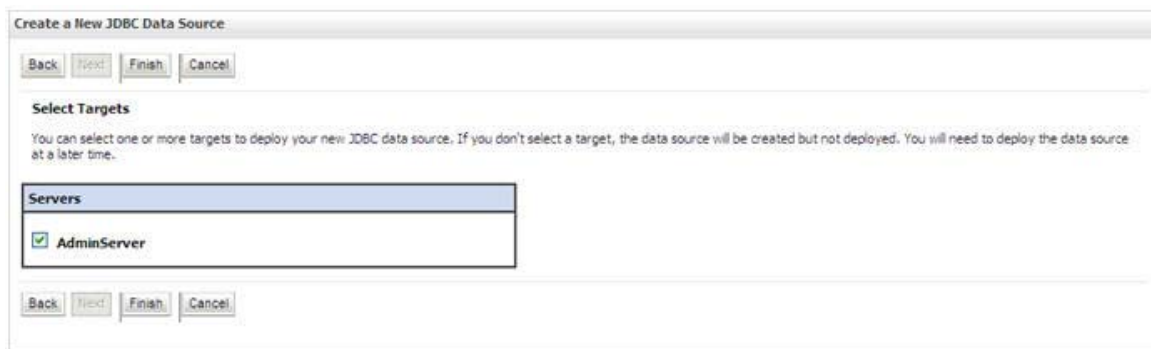 Create a New JDBC Data Source
Back Next Finish Cancel
Select Targets
You can select one or more targets to deploy your new JDBC data source. If you don't select a target, the data source will be created but not deployed. You will need to deploy the data source
at a later time.
Servers
AdminServer
Back Next Finish Cancel